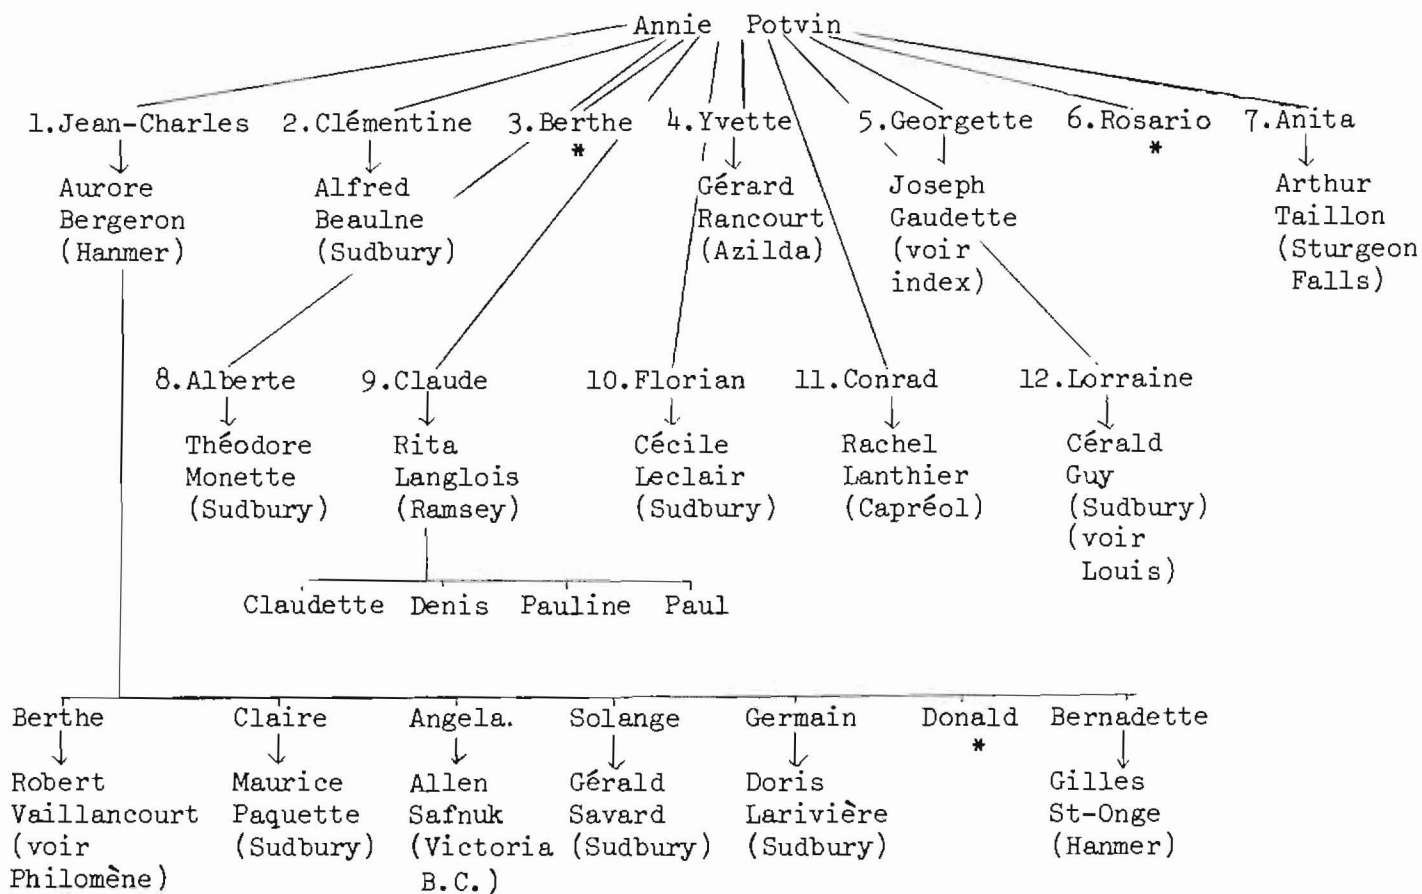 Annie Potvin
1.Jean-Charles 2.Clémentine 3.Berthe 4.Yvette 5.Georgette 6.Rosario 7.Anita
* *
Aurore Alfred Gérard Joseph Arthur
Bergeron Beaulne Rancourt Gaudette Taillon
(Hanmer) (Sudbury) (Azilda) (voir (Sturgeon
index) Falls)
8.Alberte 9.Claude 10.Florian 11.Conrad 12.Lorraine
Théodore Rita Cécile Rachel Cérald
Monette Langlois Leclair Lanthier Guy
(Sudbury) (Ramsey) (Sudbury) (Capréol) (Sudbury)
(voir
Louis)
Claudette Denis Pauline Paul
Berthe Claire Angela. Solange Germain Donald Bernadette
*
Robert Maurice Allen Gérald Doris Gilles
Vaillancourt Paquette Safnuk Savard Larivière St-Onge
(voir (Sudbury) (Victoria (Sudbury) (Sudbury) (Hanmer)
Philomène) B.C.)